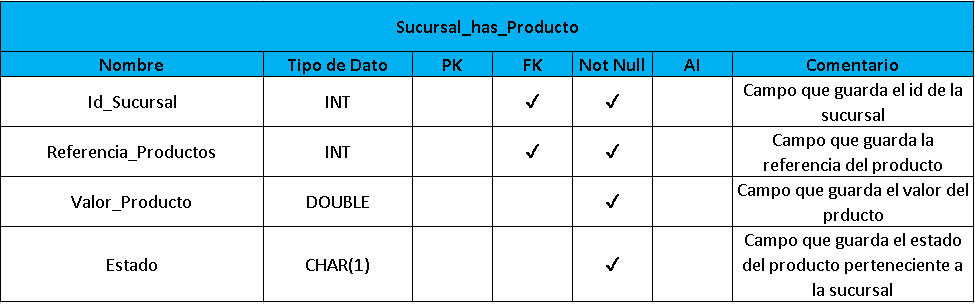 Sucursal_has_Producto
Nombre Tipo de Dato PK FK Not Null AI Comentario
Id_Sucursal INT ✓ ✓ Campo que guarda el id de la
sucursal
Referencia_Productos INT ✓ ✓ Campo que guarda la
referencia del producto
Valor_Producto DOUBLE ✓ Campo que guarda el valor del
prducto
Estado CHAR(1) ✓ Campo que guarda el estado
del producto perteneciente a
la sucursal